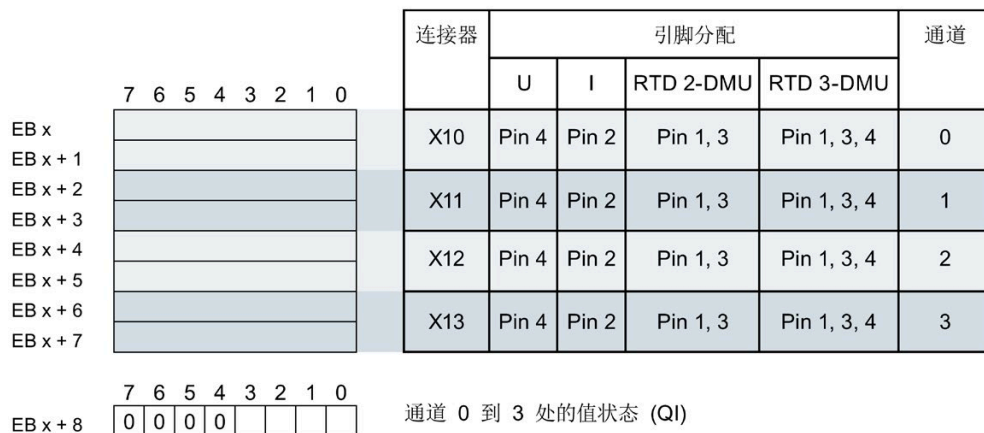 连接器 引脚分配 通道
U I RTD 2-DMU RTD 3-DMU
7 6 5 4 3 2 1 0
EB x
X10 Pin 4 Pin 2 Pin 1, 3 Pin 1, 3, 4 0
EB x + 1
EB x + 2
X11 Pin 4 Pin 2 Pin 1, 3 Pin 1, 3, 4 1
EB x + 3
EB x + 4
X12 Pin 4 Pin 2 Pin 1, 3 Pin 1, 3, 4 2
EB x + 5
EB x + 6
X13 Pin 4 Pin 2 Pin 1, 3 Pin 1, 3, 4 3
EB x + 7
7 6 5 4 3 2 1 0
通道 0 到 3 处的值状态 (QI)
EB x + 8 0 0 0 0